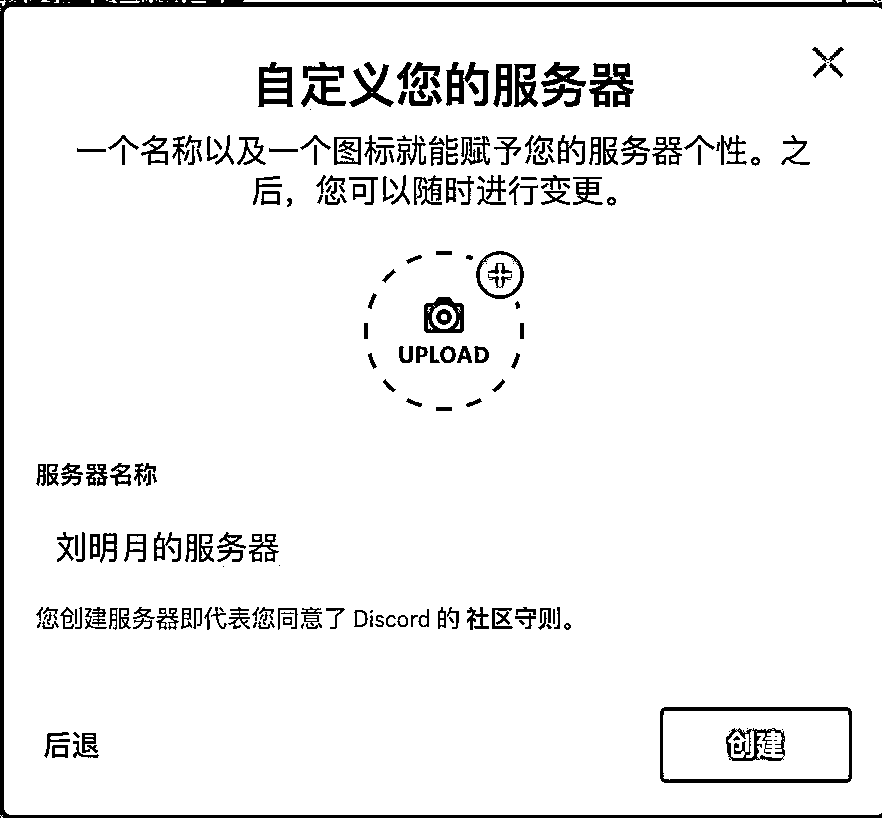 自定义您的服务器
一个名称以及一个图标就能赋予您的服务器个性。之
后，您可以随时进行变更。
UPLOAD
服务器名称
刘明月的服务器
您创建服务器即代表您同意了 Discord 的 社区守则。
后退
创建